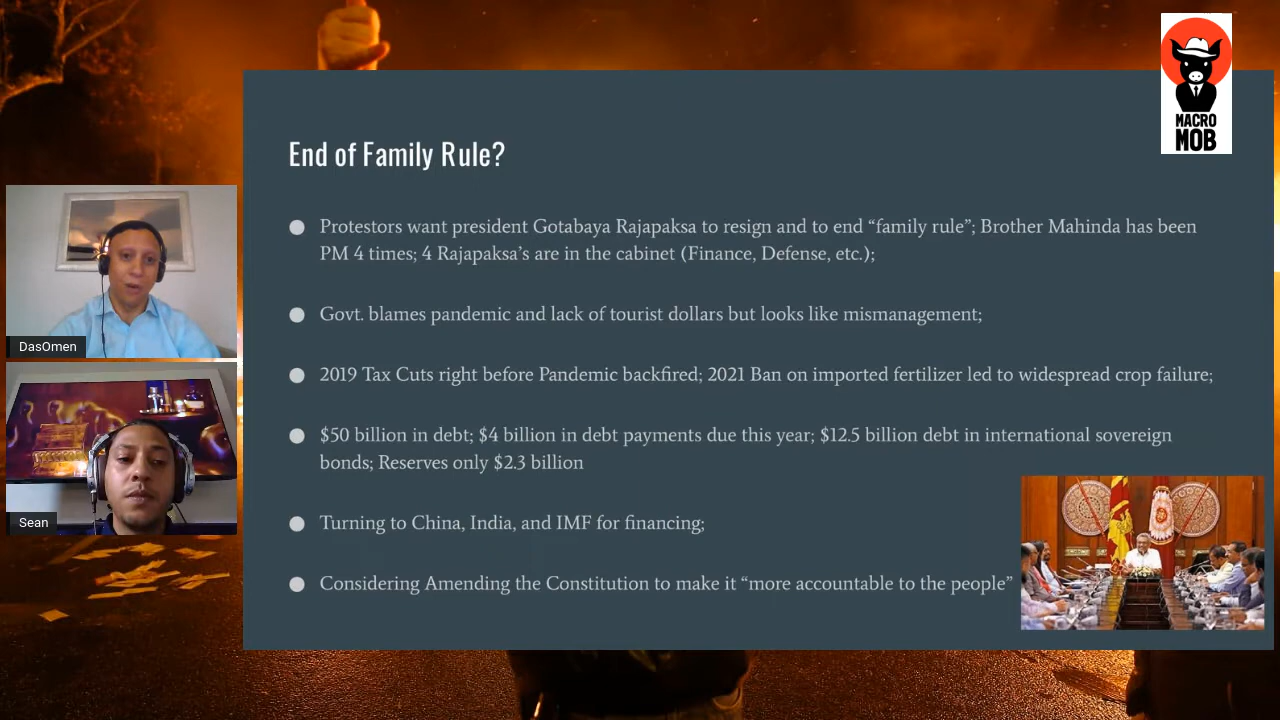 MACRO
MOB
End of Family Rule?
Protestors want president Gotabaya Rajapaksa to resign and to end “family rule”; Brother Mahinda has been
PM 4 times; 4 Rajapaksa’s are in the cabinet (Finance, Defense, etc.);
Govt. blames pandemic and lack of tourist dollars but looks like mismanagement;
2019 Tax Cuts right before Pandemic backfired; 2021 Ban on imported fertilizer led to widespread crop failure;
$50 billion in debt; $4 billion in debt payments due this year; $12.5 billion debt in international sovereign
bonds; Reserves only $2.3 billion
Turning to China, India, and IMF for financing;
Considering Amending the Constitution to make it “more accountable to the people”
DasOmen
Sean